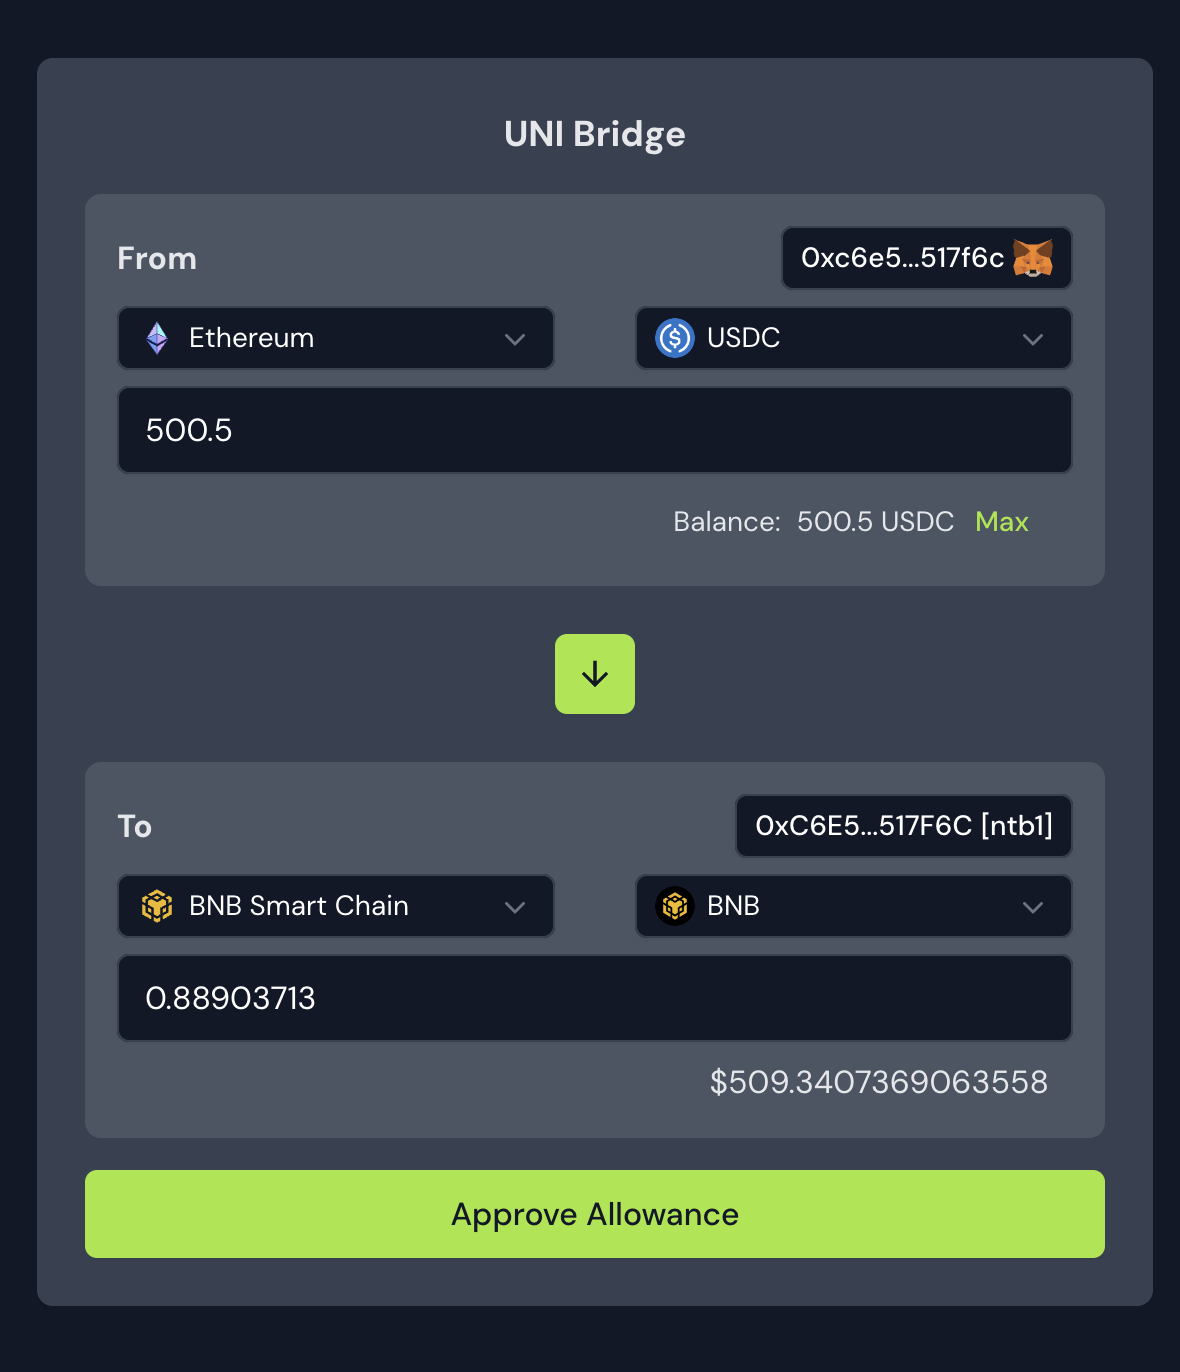 UNI Bridge
From
0xc6e5...517f6c
Ethereum
USDC
500.5
Balance: 500.5 USDC Max
To
0xC6E5...517F6C [ntb1]
BNB Smart Chain
BNB
0.88903713
$509.3407369063558
Approve Allowance